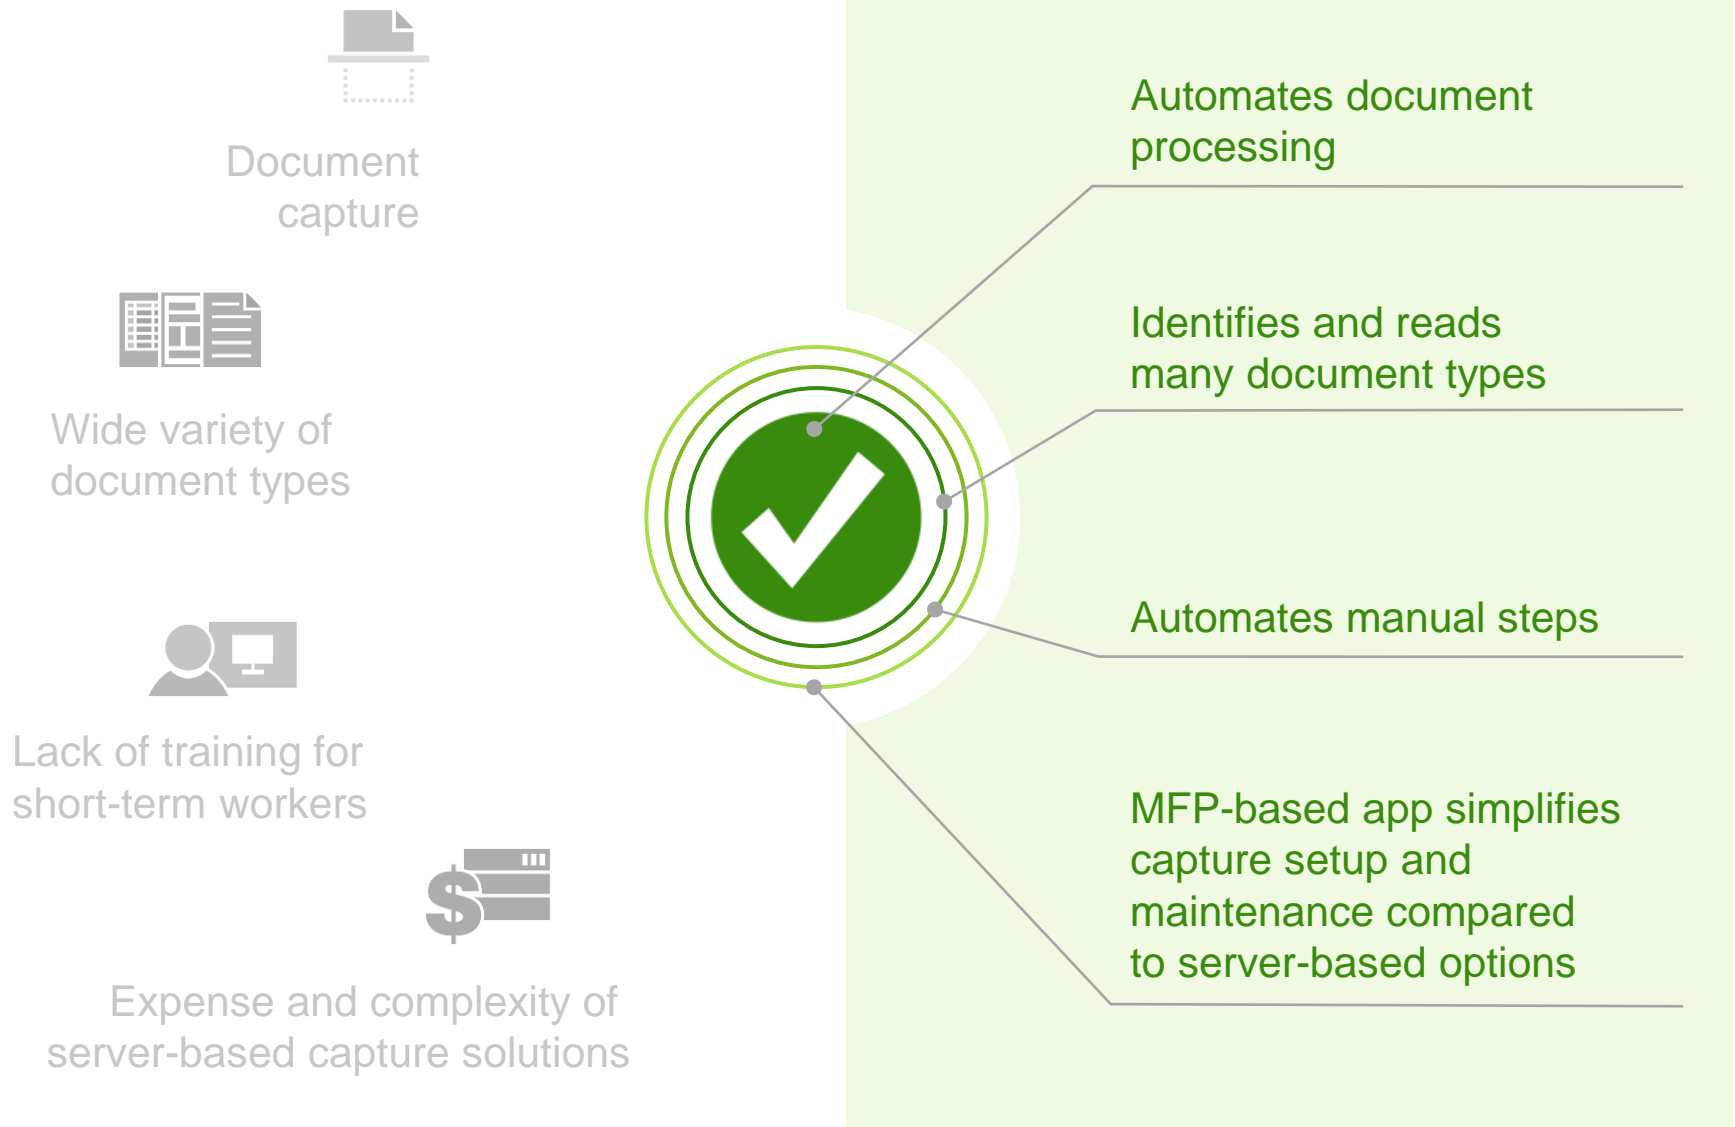 Document
capture
Wide variety of
document types
Lack of training for
short-term workers
Expense and complexity of
server-based capture solutions
Automates document
processing
Identifies and reads
many document types
Automates manual steps
MFP-based app simplifies
capture setup and
maintenance compared
to server-based options